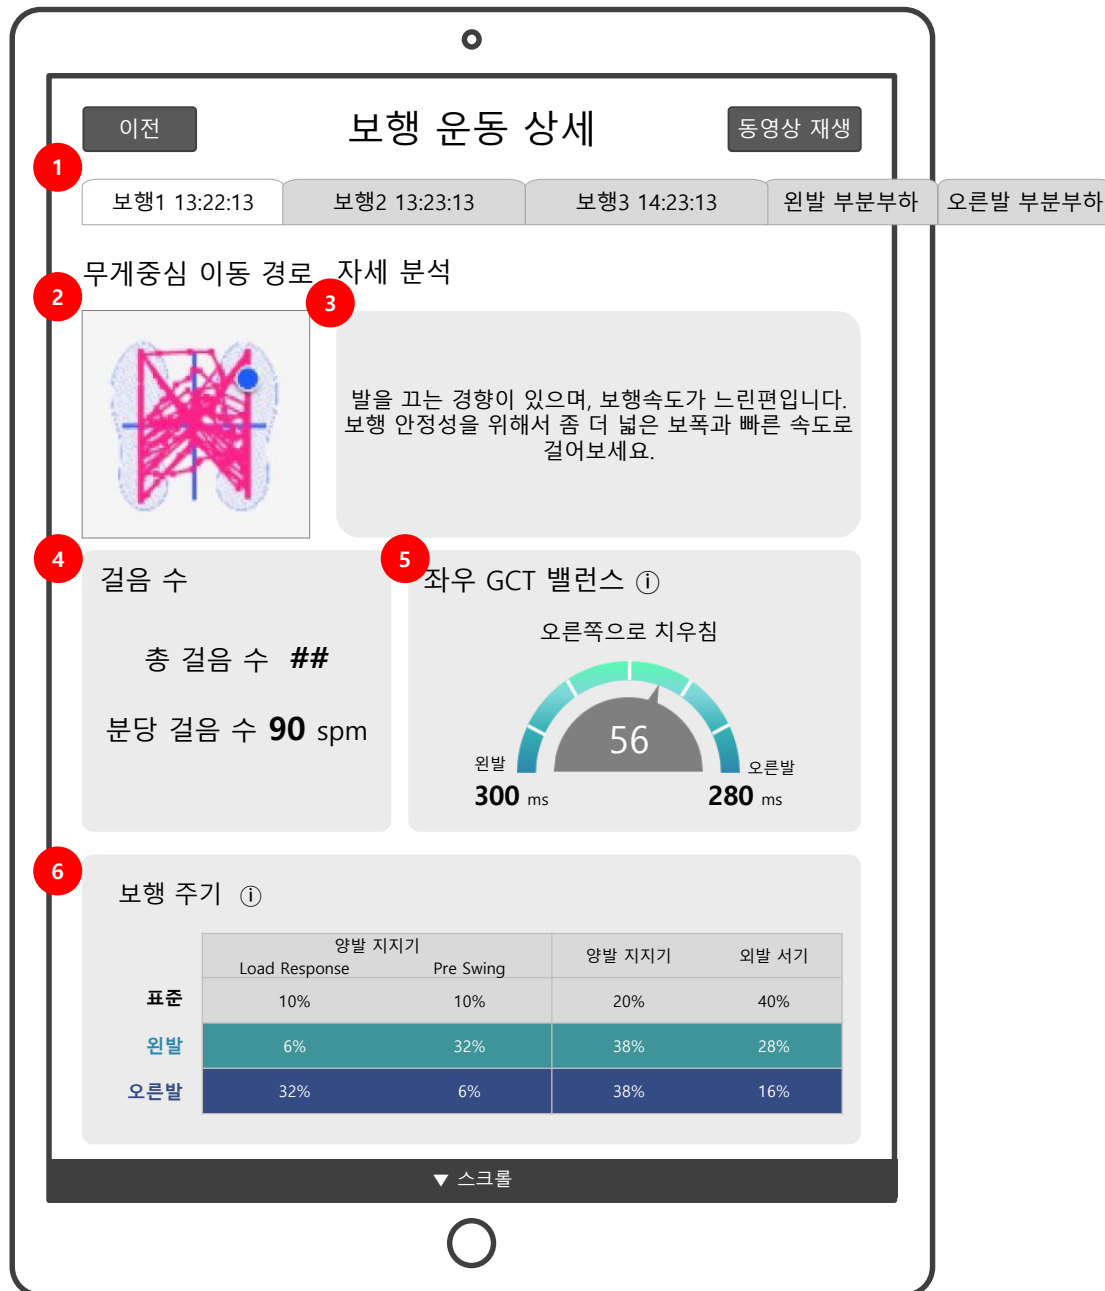 이전
보행 운동 상세
동영상 재생
1
보행1 13:22:13
보행2 13:23:13
보행3 14:23:13
왼발 부분부하
오른발 부분부하
무게중심 이동 경로
자세 분석
2
3
발을 끄는 경향이 있으며, 보행속도가 느린편입니다.
보행 안정성을 위해서 좀 더 넓은 보폭과 빠른 속도로
걸어보세요.
4
걸음 수
총 걸음 수 ##
분당 걸음 수 90 spm
5
좌우 GCT 밸런스 ⓘ
오른쪽으로 치우침
56
왼발
300 ms
오른발
280 ms
6
보행 주기 ⓘ
양발 지지기
Load Response Pre Swing 양발 지지기 외발 서기
표준 10% 10% 20% 40%
왼발 6% 32% 38% 28%
오른발 32% 6% 38% 16%
▼ 스크롤